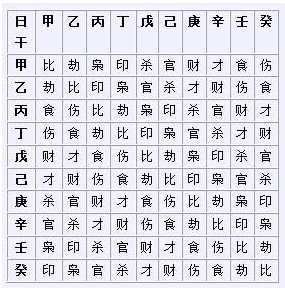 日干 甲 乙 丙 丁 戊 己 庚 辛 壬 癸
甲 比 劫 枭 印 杀 官 财 才 食 伤
乙 劫 比 印 枭 官 杀 才 财 伤 食
丙 食 伤 比 劫 枭 印 杀 官 财 才
丁 伤 食 劫 比 印 枭 官 杀 才 财
戊 财 才 食 伤 比 劫 枭 印 杀 官
己 才 财 伤 食 劫 比 印 枭 官 杀
庚 杀 官 财 才 食 伤 比 劫 枭 印
辛 官 杀 才 财 伤 食 劫 比 印 枭
壬 枭 印 杀 官 财 才 食 伤 比 劫
癸 印 枭 官 杀 才 财 伤 食 劫 比